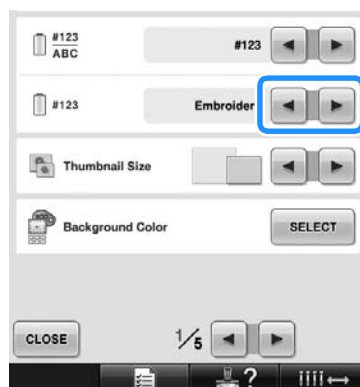 #123
ABC
#123
#123
Embroider
Thumbnail Size
Background Color
SELECT
CLOSE
1/5
?